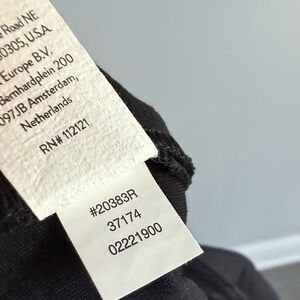 Road NE
0305, U.S.A.
Europe B.V.
Bernhardplein 200
097JB Amsterdam,
Netherlands
RN# 112121
#20383R
37174
02221900